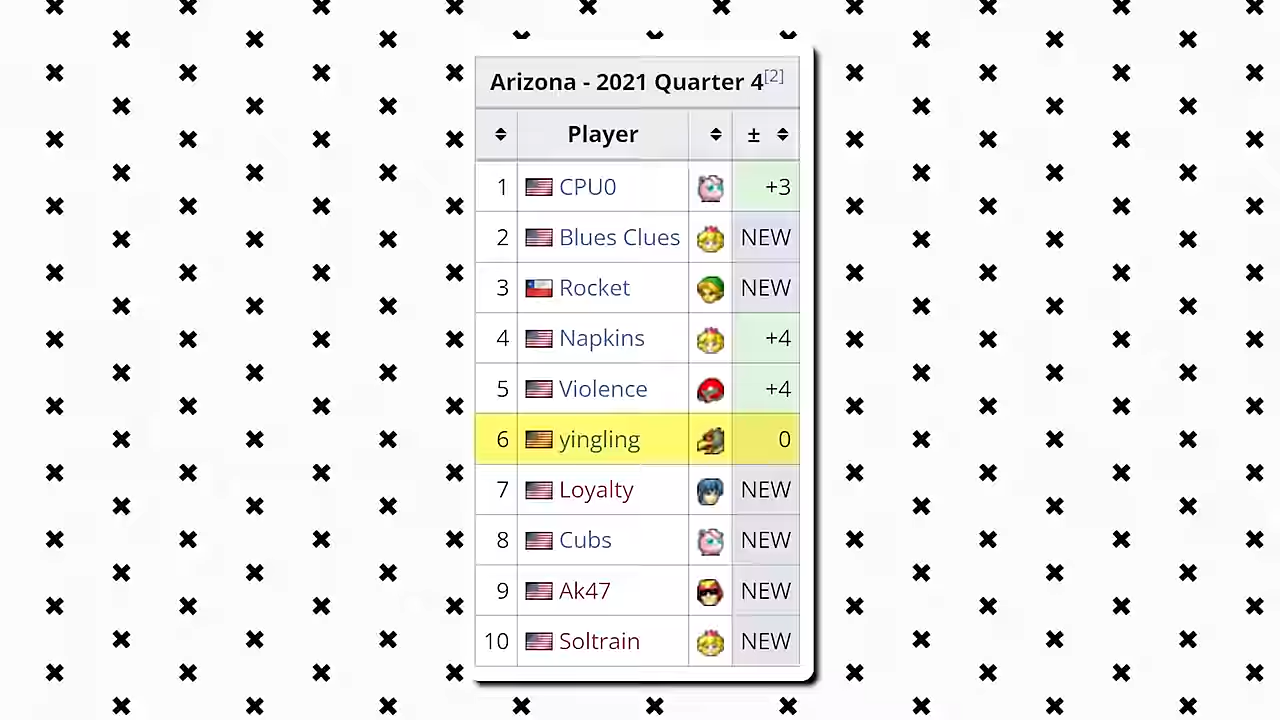 Arizona - 2021 Quarter 4[2]
Player ±
1 CPU0 +3
2 Blues Clues NEW
3 Rocket NEW
4 Napkins +4
5 Violence +4
6 yingling 0
7 Loyalty NEW
8 Cubs NEW
9 Ak47 NEW
10 Soltrain NEW